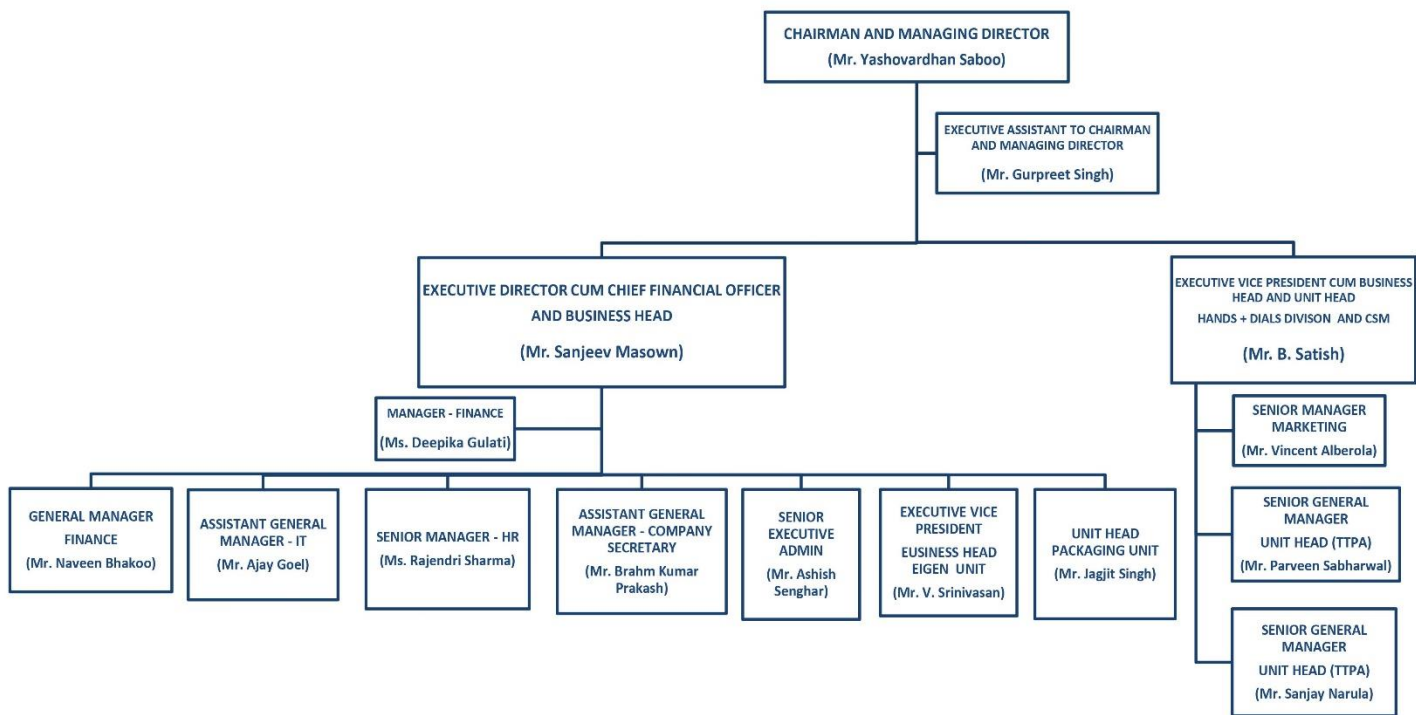 CHAIRMAN AND MANAGING DIRECTOR
(Mr. Yashovardhan Saboo)
EXECUTIVE ASSISTANT TO CHAIRMAN
AND MANAGING DIRECTOR
(Mr. Gurpreet Singh)
EXECUTIVE DIRECTOR CUM CHIEF FINANCIAL OFFICER
AND BUSINESS HEAD
(Mr. Sanjeev Masown)
EXECUTIVE VICE PRESIDENT CUM BUSINESS
HEAD AND UNIT HEAD
HANDS + DIALS DIVISON AND CSM
(Mr. B. Satish)
MANAGER - FINANCE
(Ms. Deepika Gulati)
SENIOR MANAGER
MARKETING
(Mr. Vincent Alberola)
GENERAL MANAGER
FINANCE
(Mr. Naveen Bhakoo)
ASSISTANT GENERAL
MANAGER - IT
(Mr. Ajay Goel)
SENIOR MANAGER - HR
(Ms. Rajendri Sharma)
ASSISTANT GENERAL
MANAGER - COMPANY
SECRETARY
(Mr. Brahm Kumar
Prakash)
SENIOR
EXECUTIVE
ADMIN
(Mr. Ashish
Senghar)
EXECUTIVE VICE
PRESIDENT
EUSINESS HEAD
EIGEN UNIT
(Mr. V. Srinivasan)
UNIT HEAD
PACKAGING UNIT
(Mr. Jagjit Singh)
SENIOR GENERAL
MANAGER
UNIT HEAD (TTPA)
(Mr. Parveen Sabharwal)
SENIOR GENERAL
MANAGER
UNIT HEAD (TTPA)
(Mr. Sanjay Narula)